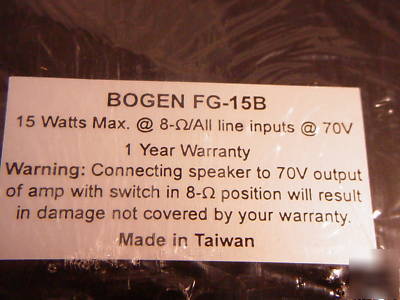 BOGEN FG-15B
15 Watts Max. @ 8-Ω/All line inputs @ 70V
1 Year Warranty
Warning: Connecting speaker to 70V output
of amp with switch in 8-Ω position will result
in damage not covered by your warranty.
Made in Taiwan